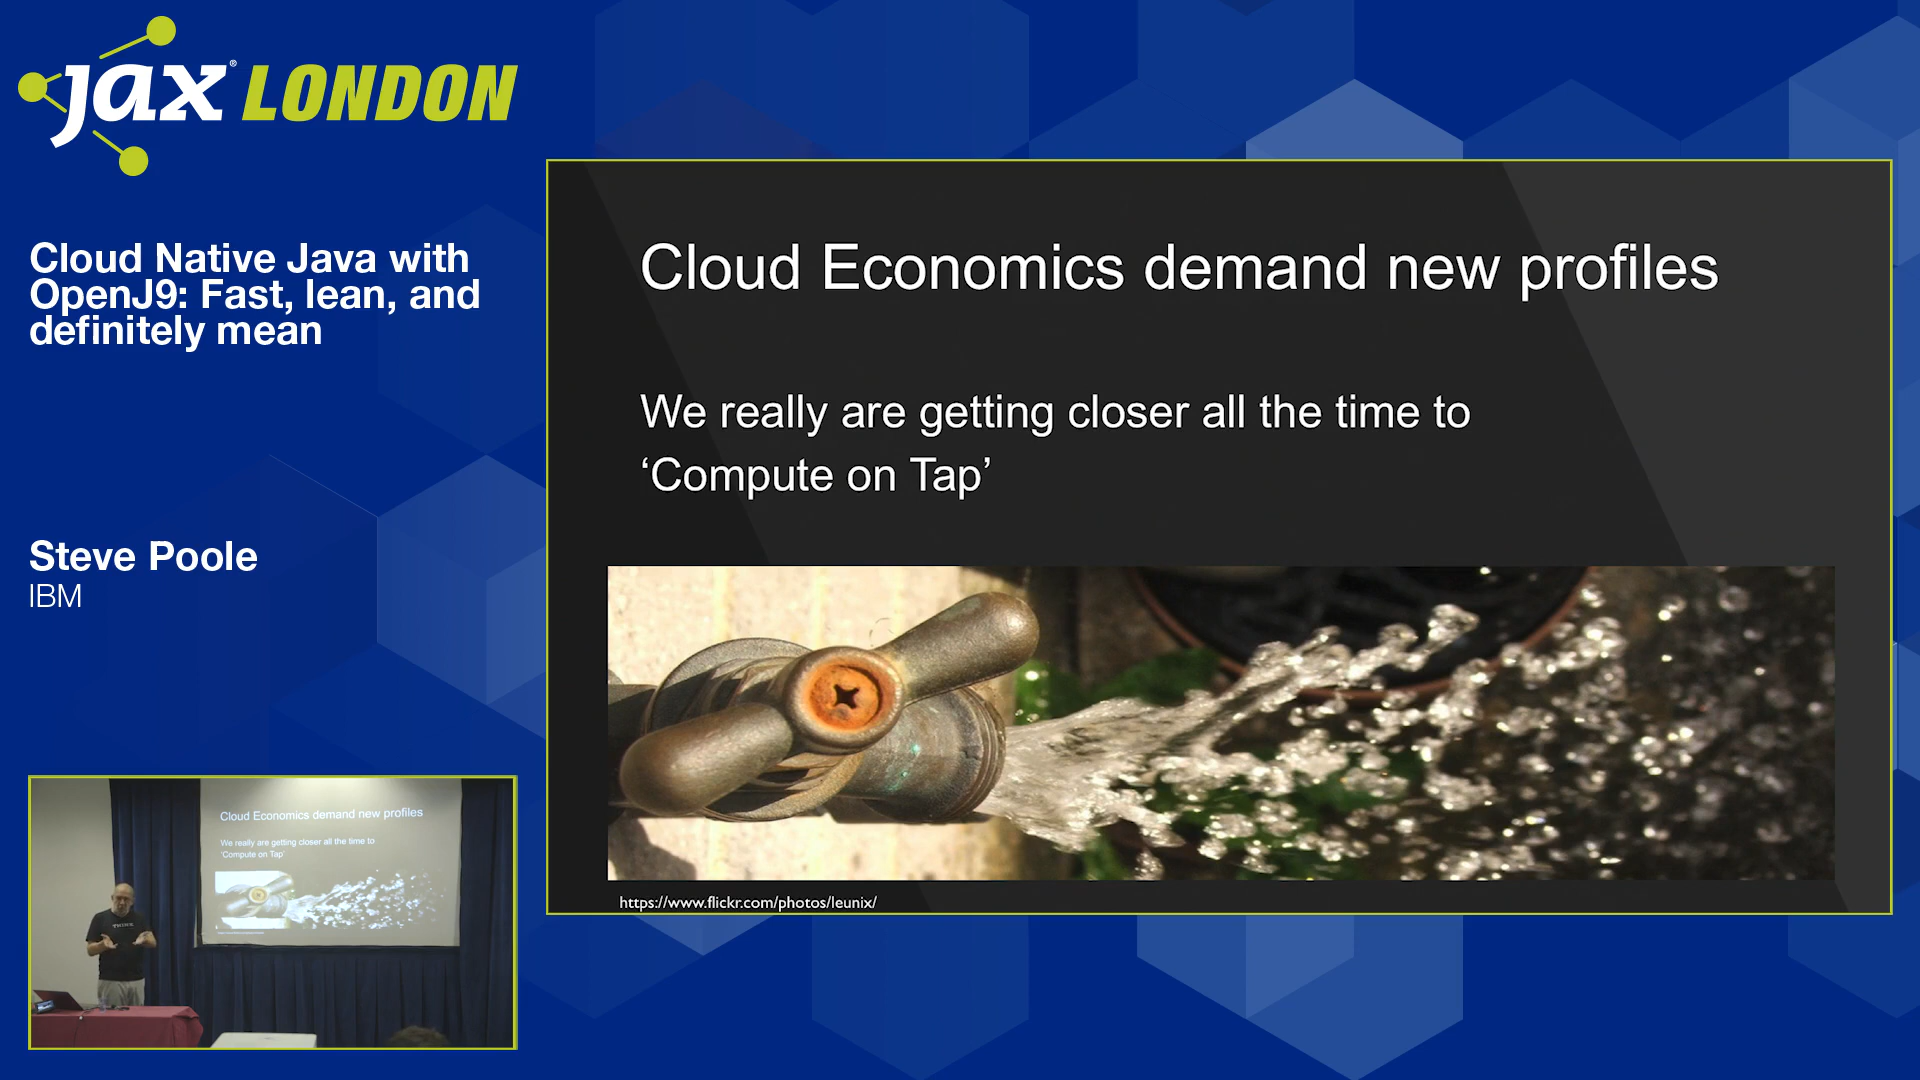 jax® LONDON
Cloud Native Java with
OpenJ9: Fast, lean, and
definitely mean
Steve Poole
IBM
Cloud Economics demand new profiles
We really are getting closer all the time to
‘Compute on Tap’
https://www.flickr.com/photos/leunix/
Cloud Economics demand new profiles
We really are getting closer all the time to
‘Compute on Tap’
THINK